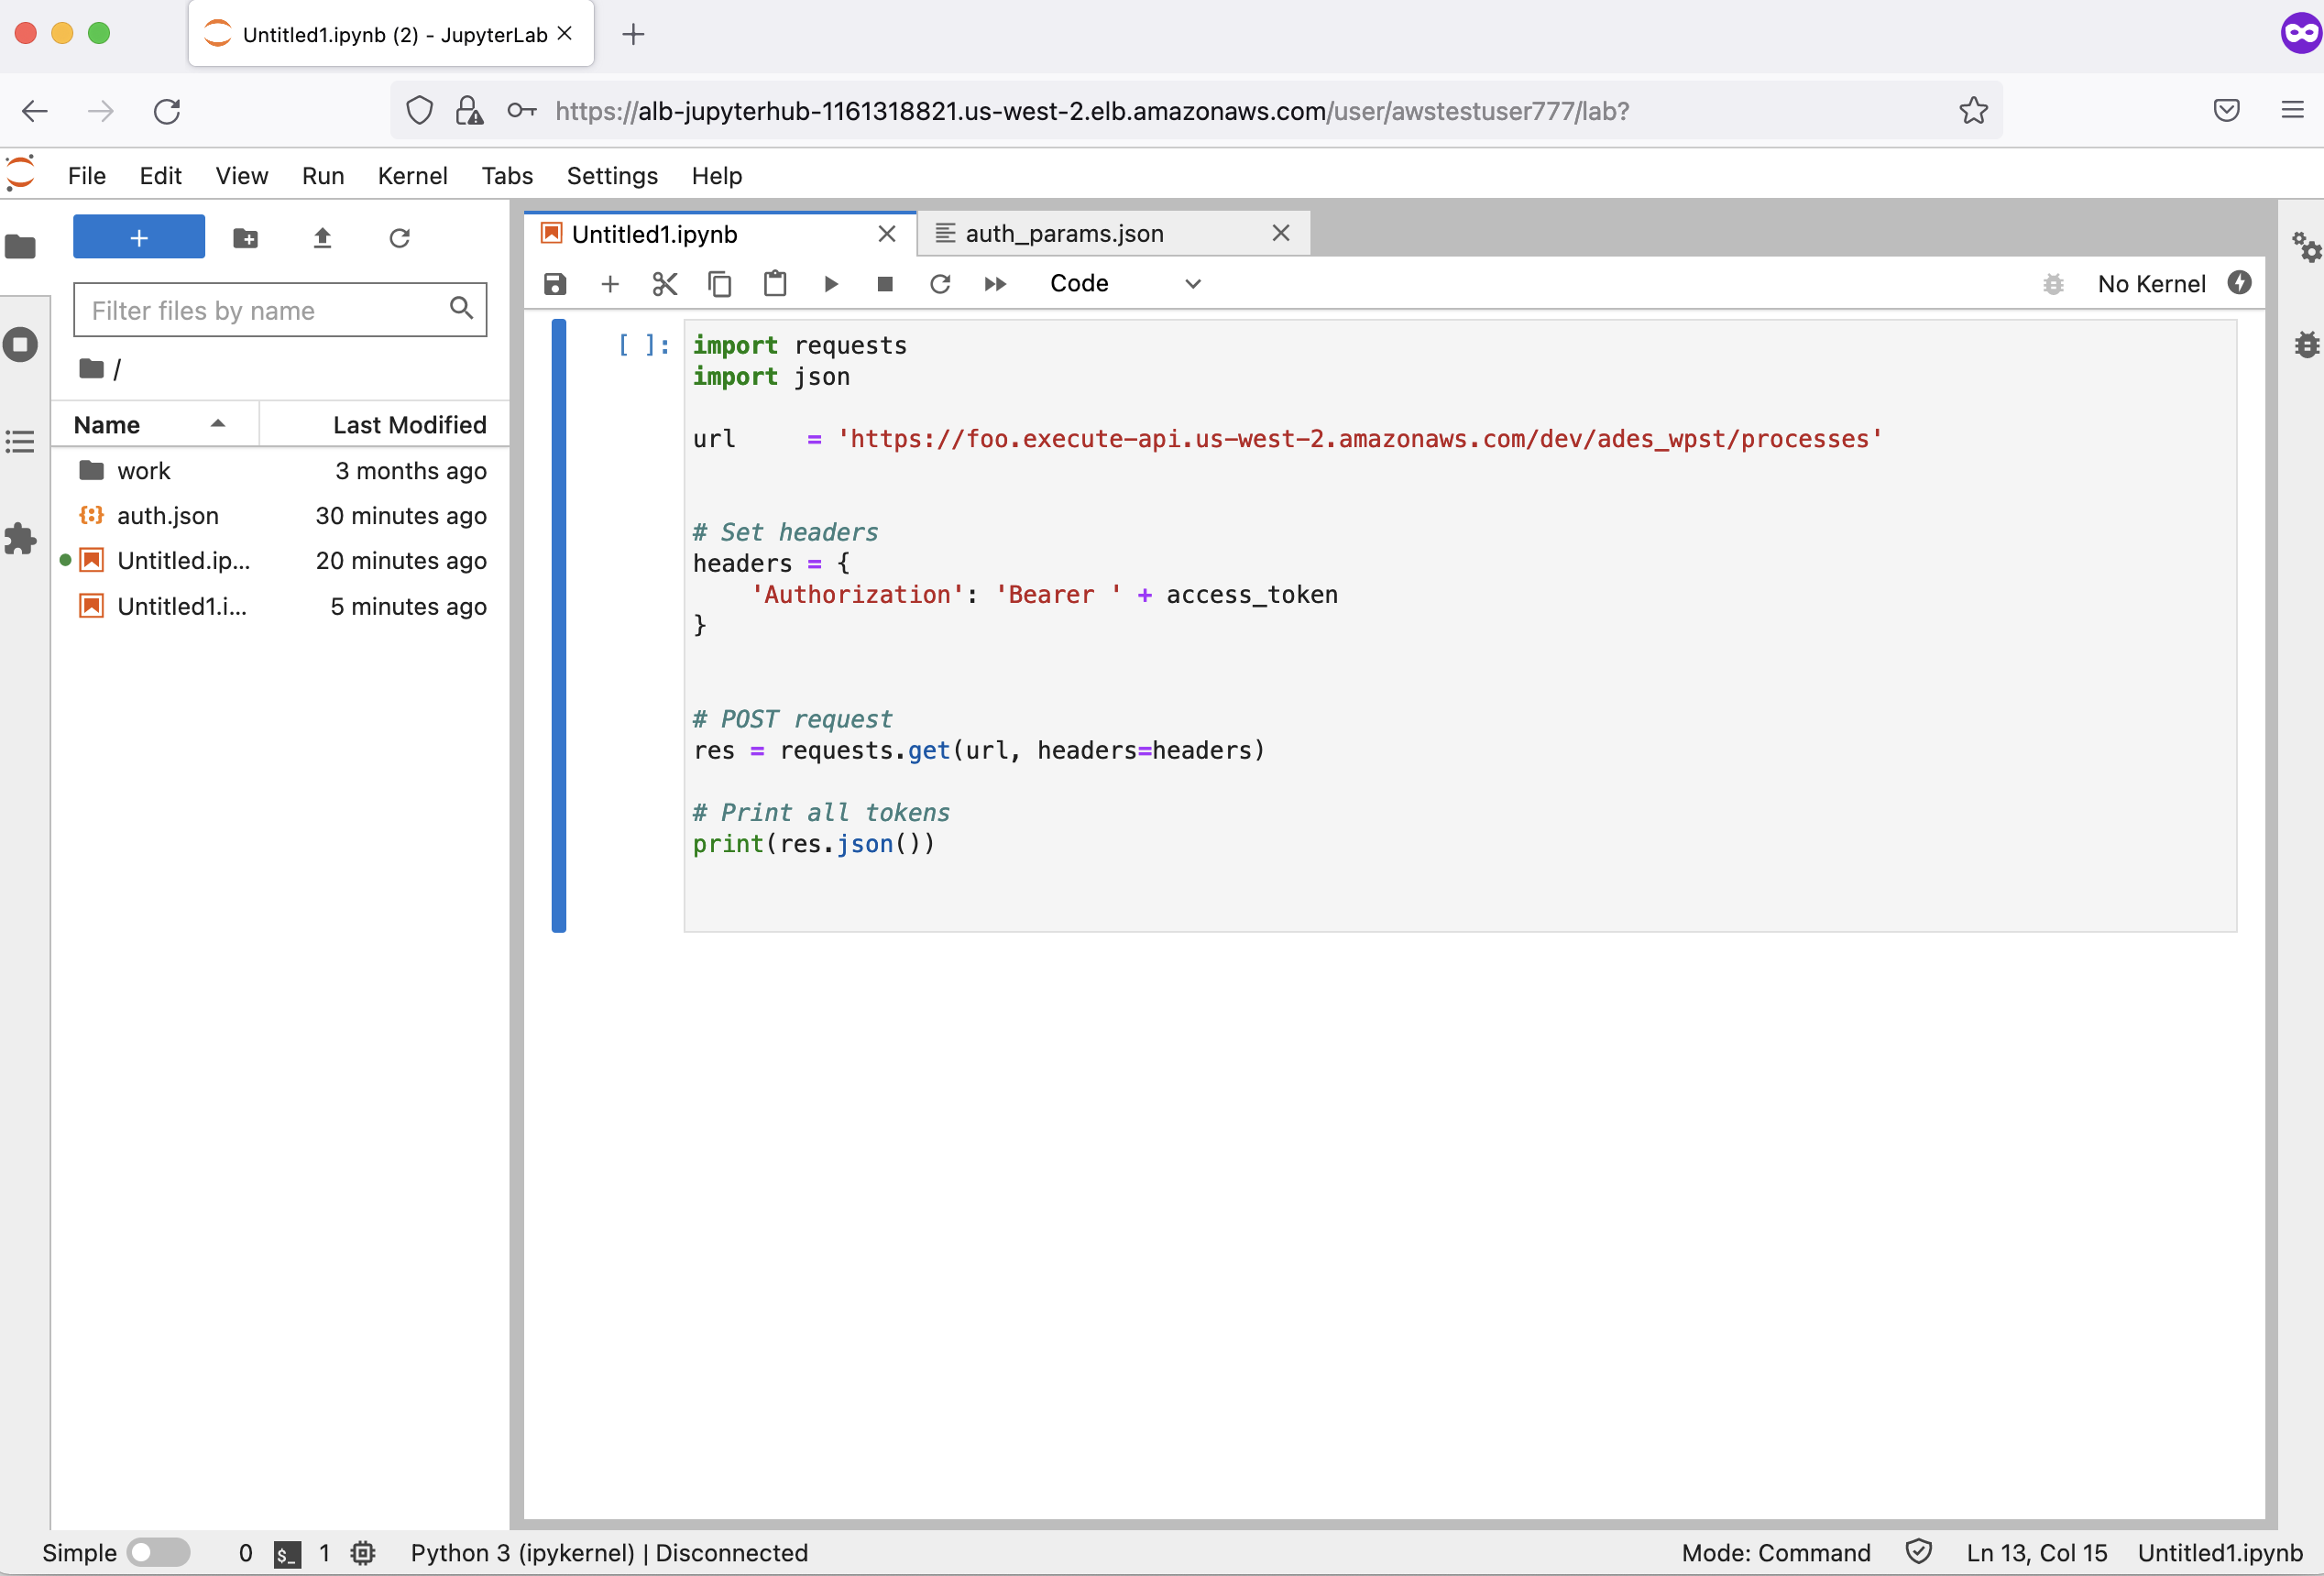 Untitled1.ipynb (2) - JupyterLab
https://alb-jupyterhub-1161318821.us-west-2.elb.amazonaws.com/user/awstestuser777/lab?
File Edit View Run Kernel Tabs Settings Help
Untitled1.ipynb
auth_params.json
Code
No Kernel
Filter files by name
/
Name Last Modified
work 3 months ago
auth.json 30 minutes ago
Untitled.ip... 20 minutes ago
Untitled1.i... 5 minutes ago
[ ]:
import requests
import json
url     = 'https://foo.execute-api.us-west-2.amazonaws.com/dev/ades_wpst/processes'
# Set headers
headers = {
    'Authorization': 'Bearer ' + access_token
}
# POST request
res = requests.get(url, headers=headers)
# Print all tokens
print(res.json())
Simple 0 $_ 1 Python 3 (ipykernel) | Disconnected Mode: Command Ln 13, Col 15 Untitled1.ipynb